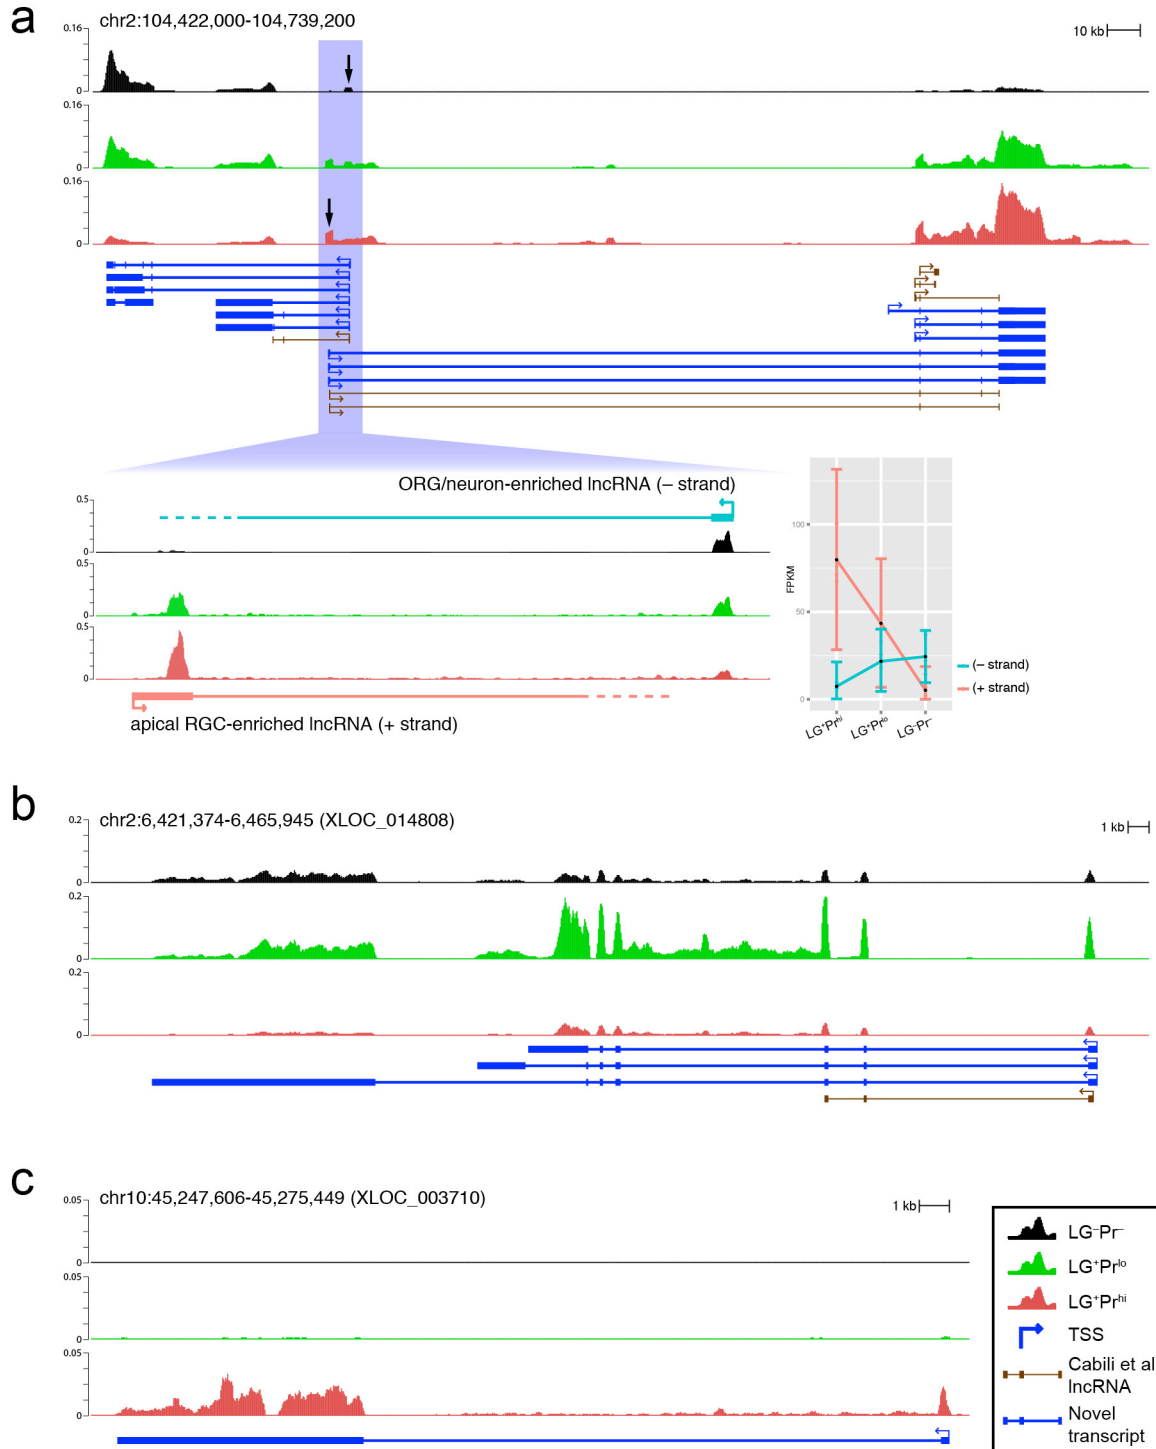 a
chr2:104,422,000-104,739,200
10 kb
0.16
0
0.16
0
0.16
0
ORG/neuron-enriched lncRNA (– strand)
0.5
0
0.5
0
0.5
0
apical RGC-enriched lncRNA (+ strand)
FPKM
100
50
0
LG⁺Prʰⁱ
LG⁺Prˡᵒ
LG⁻Pr⁻
(– strand)
(+ strand)
b
chr2:6,421,374-6,465,945 (XLOC_014808)
1 kb
0.2
0
0.2
0
0.2
0
c
chr10:45,247,606-45,275,449 (XLOC_003710)
1 kb
0.05
0
0.05
0
0.05
0
LG⁻Pr⁻
LG⁺Prˡᵒ
LG⁺Prʰⁱ
TSS
Cabili et al
lncRNA
Novel
transcript